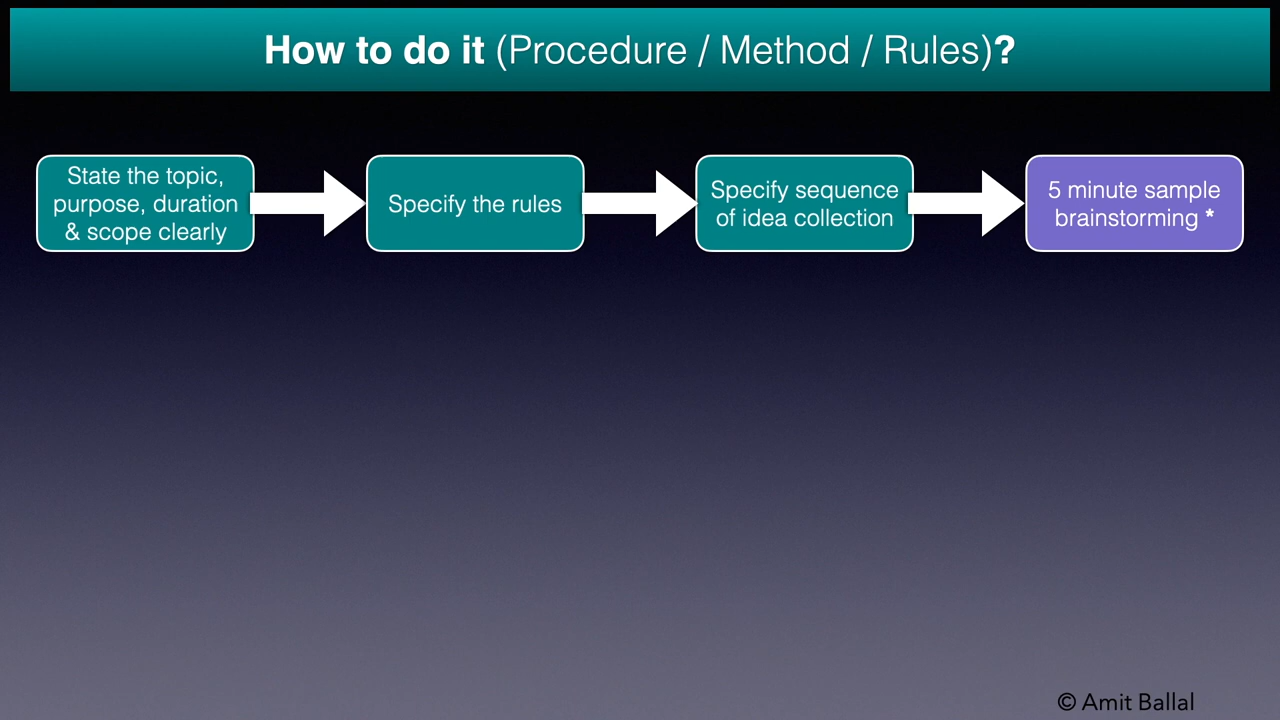 How to do it (Procedure / Method / Rules)?
State the topic,
purpose, duration
& scope clearly
Specify the rules
Specify sequence
of idea collection
5 minute sample
brainstorming *
© Amit Ballal